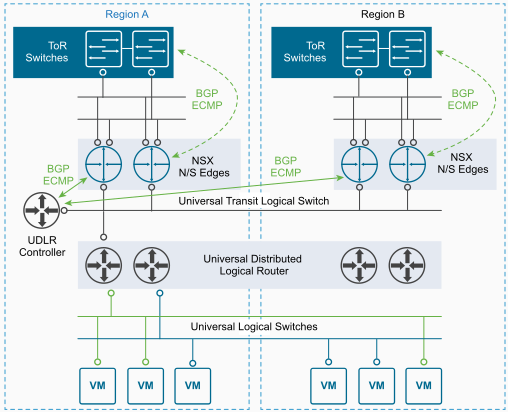 Region A
Region B
ToR
Switches
ToR
Switches
BGP
ECMP
BGP
ECMP
NSX
N/S Edges
NSX
N/S Edges
BGP
ECMP
BGP
ECMP
Universal Transit Logical Switch
UDLR
Controller
Universal Distributed
Logical Router
Universal Logical Switches
VM
VM
VM
VM
VM
VM